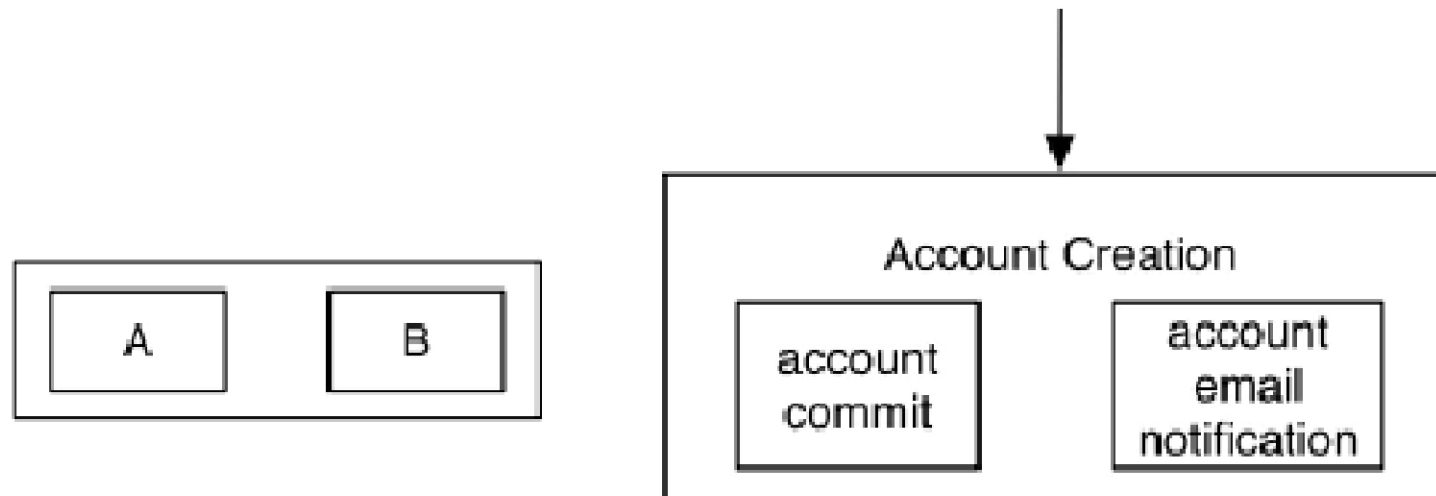 A
B
Account Creation
account
commit
account
email
notification